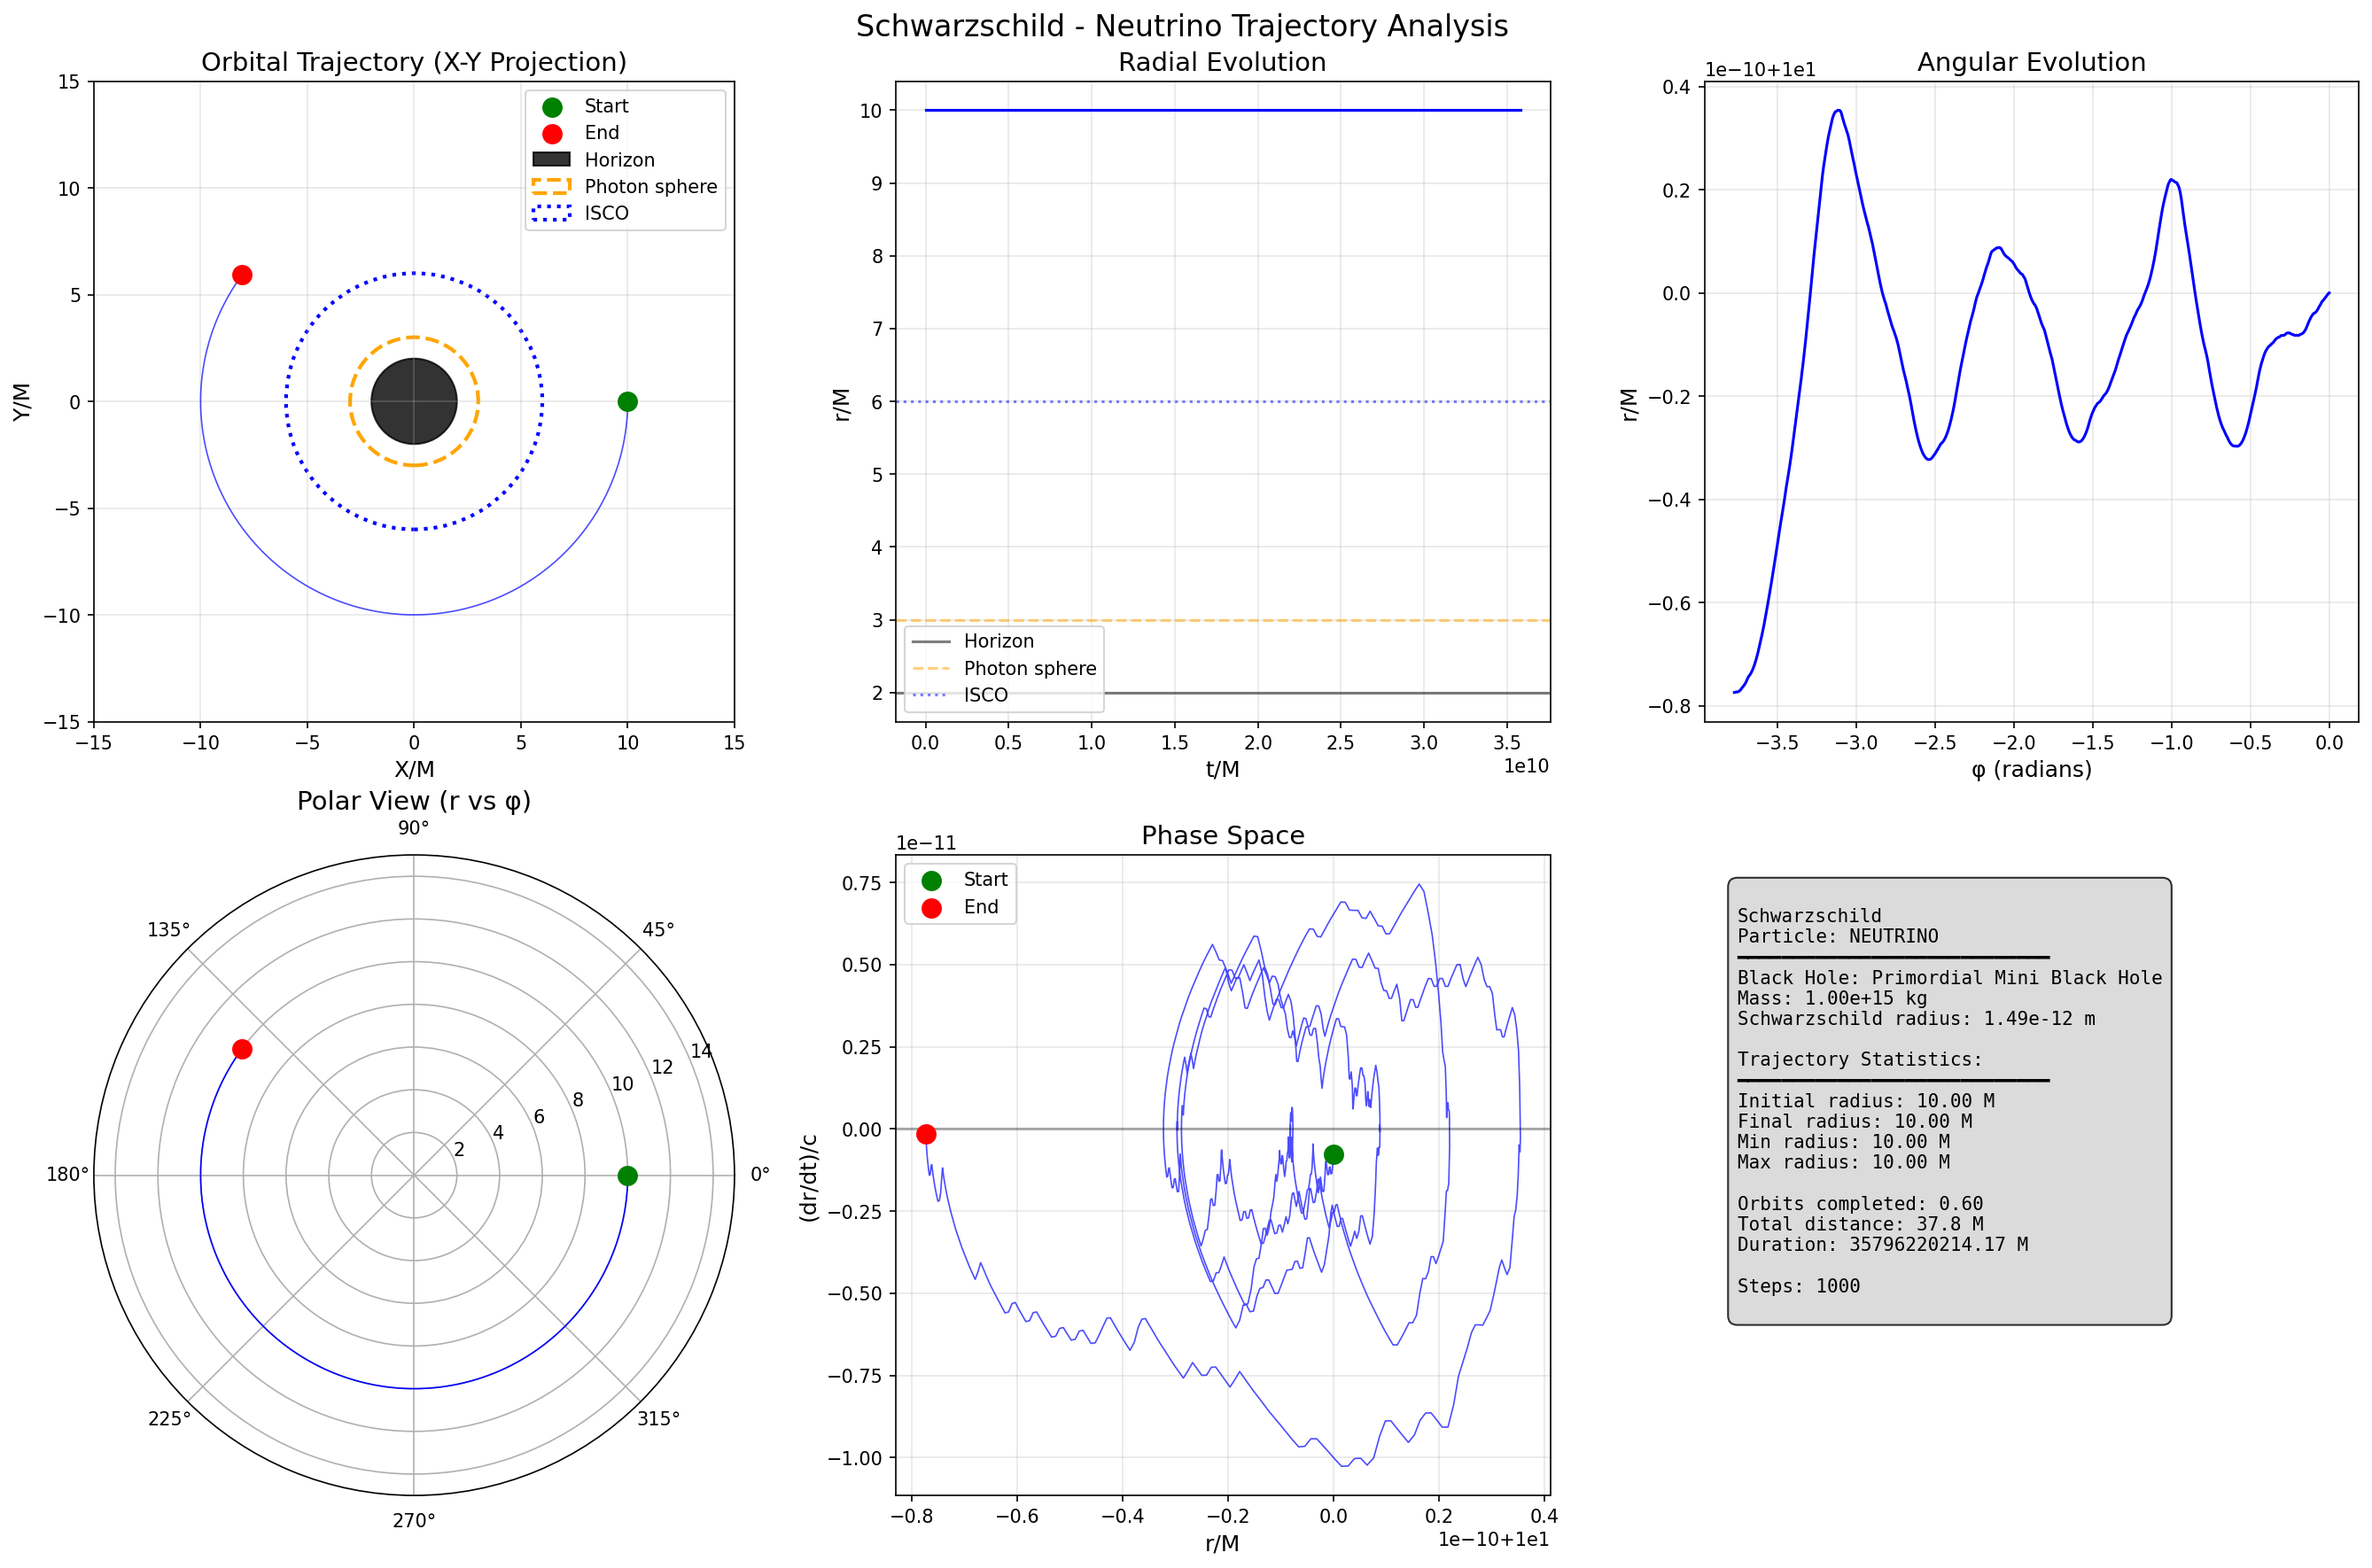 Schwarzschild - Neutrino Trajectory Analysis
Orbital Trajectory (X-Y Projection)
15
10
5
0
−5
−10
−15
−15
−10
−5
0
5
10
15
Y/M
X/M
Start
End
Horizon
Photon sphere
ISCO
Radial Evolution
10
9
8
7
6
5
4
3
2
0.0
0.5
1.0
1.5
2.0
2.5
3.0
3.5
1e10
r/M
t/M
Horizon
Photon sphere
ISCO
Angular Evolution
1e−10+1e1
0.4
0.2
0.0
−0.2
−0.4
−0.6
−0.8
−3.5
−3.0
−2.5
−2.0
−1.5
−1.0
−0.5
0.0
r/M
φ (radians)
Polar View (r vs φ)
90°
135°
45°
180°
0°
225°
315°
270°
2
4
6
8
10
12
14
Phase Space
1e−11
0.75
0.50
0.25
0.00
−0.25
−0.50
−0.75
−1.00
−0.8
−0.6
−0.4
−0.2
0.0
0.2
0.4
1e−10+1e1
(dr/dt)/c
r/M
Start
End
Schwarzschild
Particle: NEUTRINO
Black Hole: Primordial Mini Black Hole
Mass: 1.00e+15 kg
Schwarzschild radius: 1.49e-12 m
Trajectory Statistics:
Initial radius: 10.00 M
Final radius: 10.00 M
Min radius: 10.00 M
Max radius: 10.00 M
Orbits completed: 0.60
Total distance: 37.8 M
Duration: 35796220214.17 M
Steps: 1000